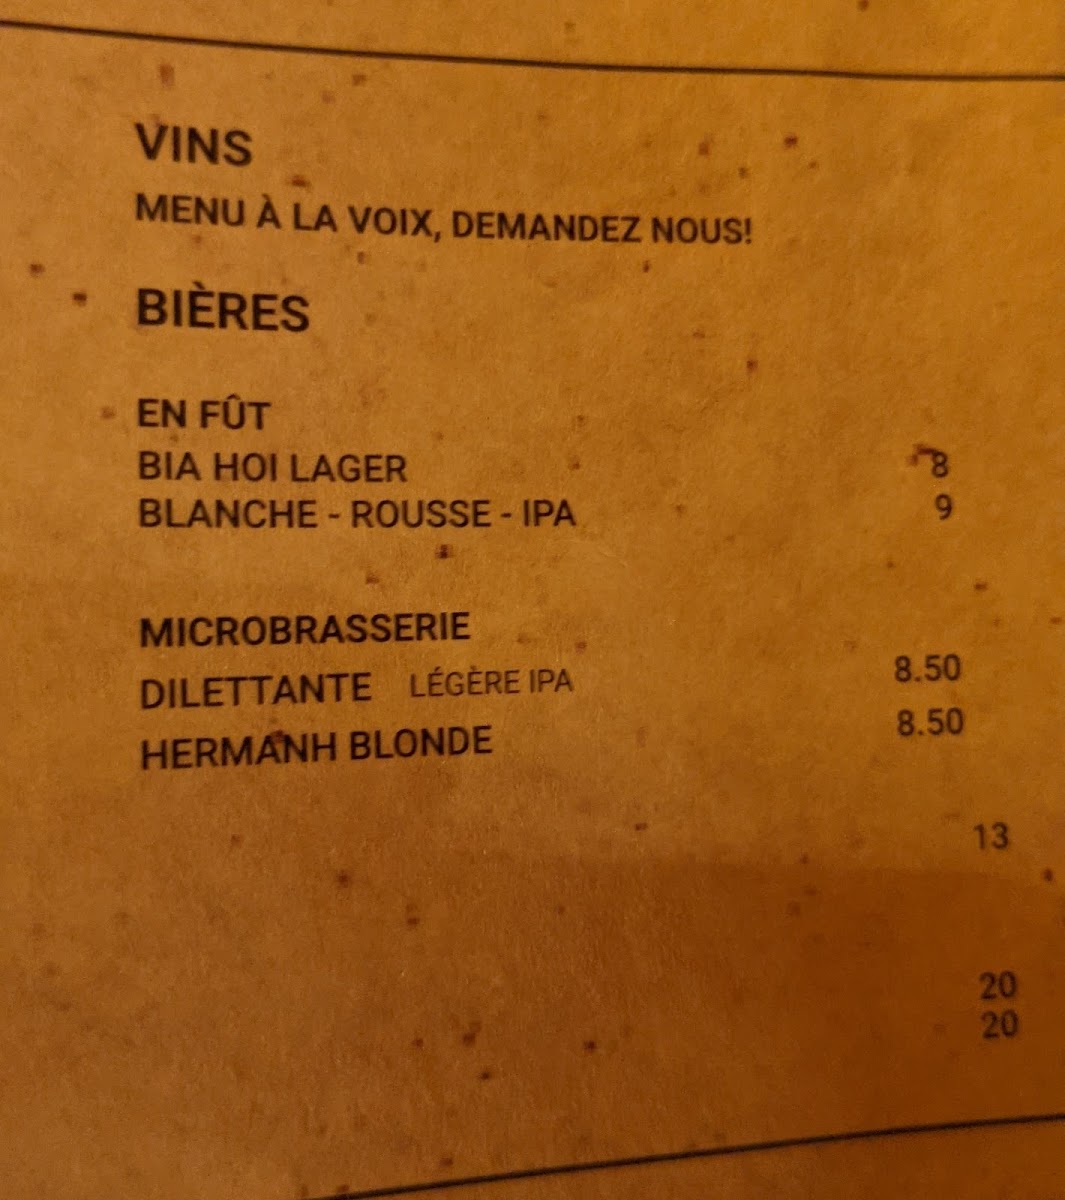 VINS
MENU À LA VOIX, DEMANDEZ NOUS!
BIÈRES
EN FÛT
BIA HOI LAGER 8
BLANCHE - ROUSSE - IPA 9
MICROBRASSERIE
DILETTANTE LÉGÈRE IPA 8.50
HERMANH BLONDE 8.50
13
20
20